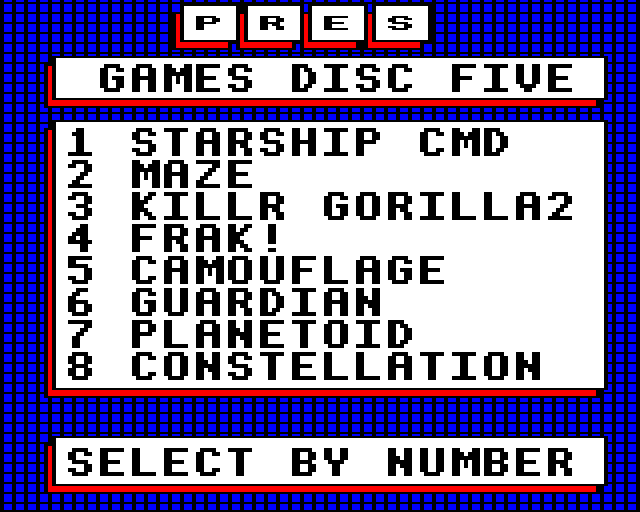 PRES
GAMES DISC FIVE
1 STARSHIP CMD
2 MAZE
3 KILLR GORILLA2
4 FRAK!
5 CAMOUFLAGE
6 GUARDIAN
7 PLANETOID
8 CONSTELLATION
SELECT BY NUMBER